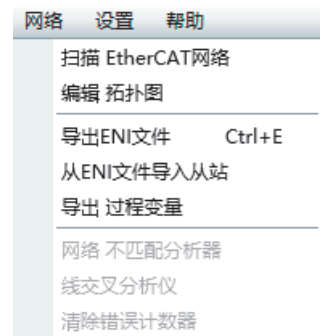 网络 设置 帮助
扫描 EtherCAT网络
编辑 拓扑图
导出ENI文件 Ctrl+E
从ENI文件导入从站
导出 过程变量
网络 不匹配分析器
线交叉分析仪
清除错误计数器